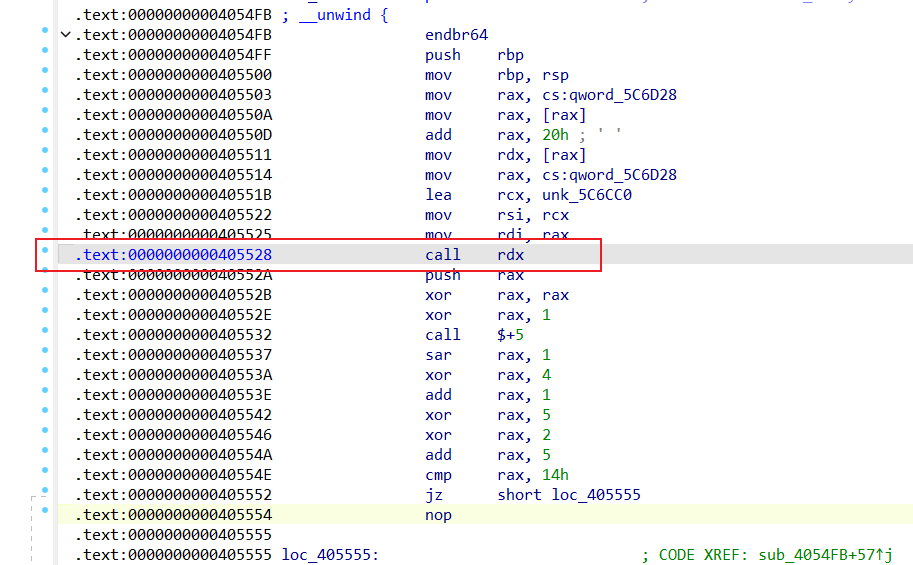 .text:00000000004054FB ; __unwind {
.text:00000000004054FB endbr64
.text:00000000004054FF push rbp
.text:0000000000405500 mov rbp, rsp
.text:0000000000405503 mov rax, cs:qword_5C6D28
.text:000000000040550A mov rax, [rax]
.text:000000000040550D add rax, 20h ; ' '
.text:0000000000405511 mov rdx, [rax]
.text:0000000000405514 mov rax, cs:qword_5C6D28
.text:000000000040551B lea rcx, unk_5C6CC0
.text:0000000000405522 mov rsi, rcx
.text:0000000000405525 mov rdi, rax
.text:0000000000405528 call rdx
.text:000000000040552A push rax
.text:000000000040552B xor rax, rax
.text:000000000040552E xor rax, 1
.text:0000000000405532 call $+5
.text:0000000000405537 sar rax, 1
.text:000000000040553A xor rax, 4
.text:000000000040553E add rax, 1
.text:0000000000405542 xor rax, 5
.text:0000000000405546 xor rax, 2
.text:000000000040554A add rax, 5
.text:000000000040554E cmp rax, 14h
.text:0000000000405552 jz short loc_405555
.text:0000000000405554 nop
.text:0000000000405555
.text:0000000000405555 loc_405555: ; CODE XREF: sub_4054FB+57↑j